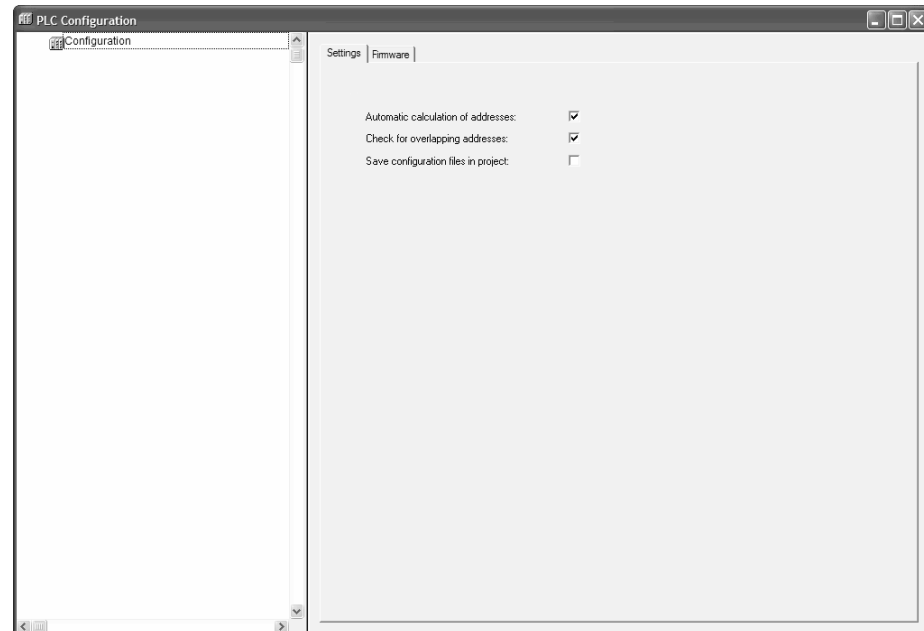 PLC Configuration
Configuration
Settings
Firmware
Automatic calculation of addresses:
Check for overlapping addresses:
Save configuration files in project: